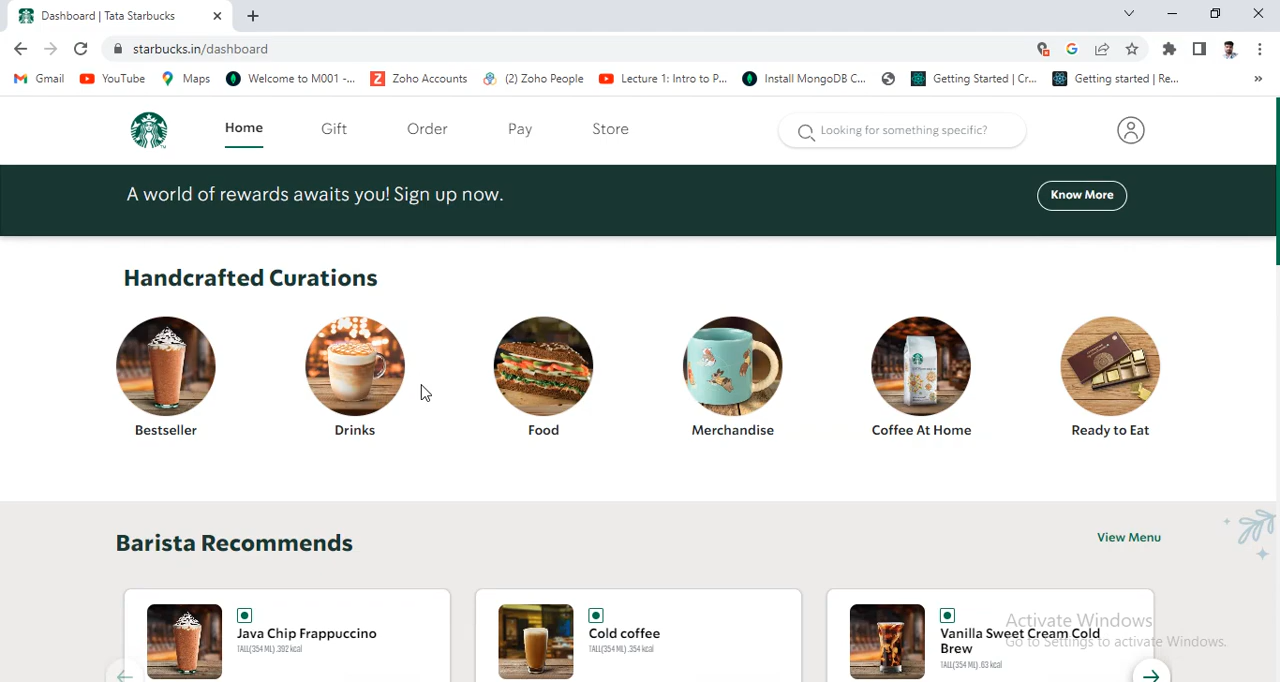 Dashboard | Tata Starbucks
starbucks.in/dashboard
Gmail
YouTube
Maps
Welcome to M001 -...
Zoho Accounts
(2) Zoho People
Lecture 1: Intro to P...
Install MongoDB C...
Getting Started | Cr...
Getting started | Re...
Home
Gift
Order
Pay
Store
Looking for something specific?
A world of rewards awaits you! Sign up now.
Know More
Handcrafted Curations
Bestseller
Drinks
Food
Merchandise
Coffee At Home
Ready to Eat
Barista Recommends
View Menu
Java Chip Frappuccino
TALL(354 ML) .392 kcal
Cold coffee
TALL(354 ML) .354 kcal
Vanilla Sweet Cream Cold
Brew
TALL(354 ML) .63 kcal
Activate Windows
Go to Settings to activate Windows.